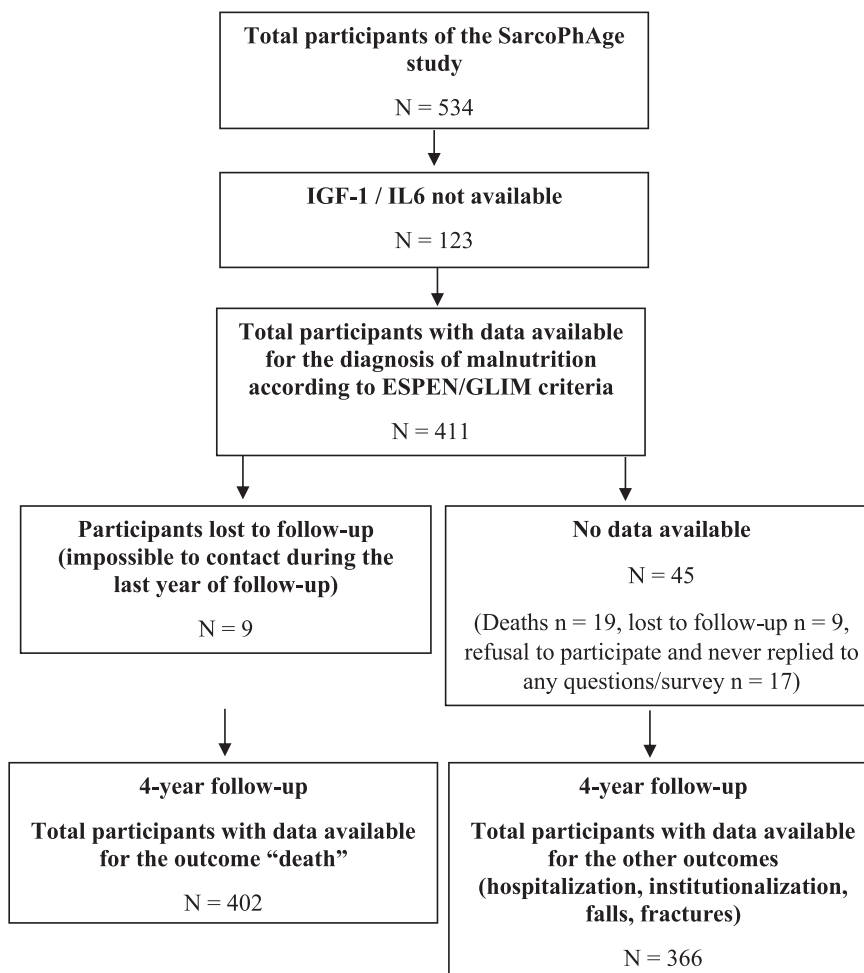 Total participants of the SarcoPhAge
study
N = 534
IGF-1 / IL6 not available
N = 123
Total participants with data available
for the diagnosis of malnutrition
according to ESPEN/GLIM criteria
N = 411
Participants lost to follow-up
(impossible to contact during the
last year of follow-up)
N = 9
No data available
N = 45
(Deaths n = 19, lost to follow-up n = 9,
refusal to participate and never replied to
any questions/survey n = 17)
4-year follow-up
Total participants with data available
for the outcome “death”
N = 402
4-year follow-up
Total participants with data available
for the other outcomes
(hospitalization, institutionalization,
falls, fractures)
N = 366